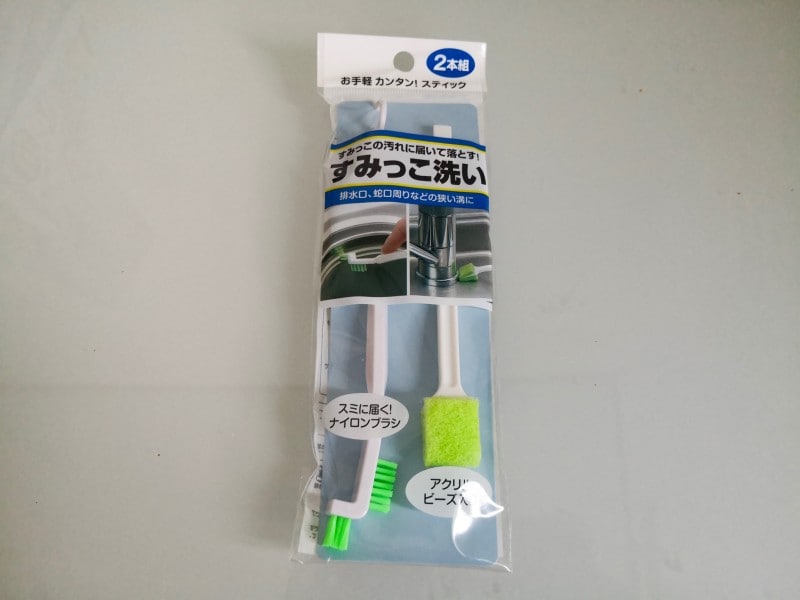 2本組
お手軽 カンタン! スティック
すみっこの汚れに届いて落とす!
すみっこ洗い
排水口、蛇口周りなどの狭い溝に
スミに届く!
ナイロンブラシ
アクリル
ビーズ